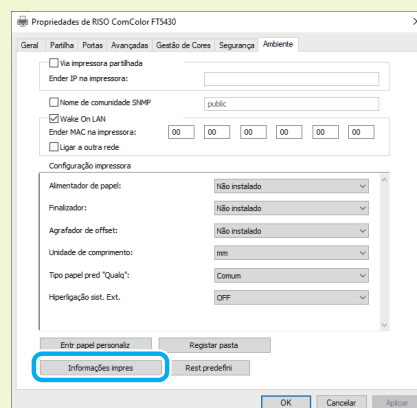 Propriedades de RISO ComColor FT5430
Geral Partilha Portas Avançadas Gestão de Cores Segurança Ambiente
Via impressora partilhada
Ender IP na impressora:
Nome de comunidade SNMP public
Wake On LAN
Ender MAC na impressora: 00 00 00 00 00 00
Ligar a outra rede
Configuração impressora
Alimentador de papel: Não instalado
Finalizador: Não instalado
Agrafador de offset: Não instalado
Unidade de comprimento: mm
Tipo papel pred "Qualq": Comum
Hiperligação sist. Ext. OFF
Entr papel personaliz Registar pasta
Informações impres Rest predefini
OK Cancelar Aplicar